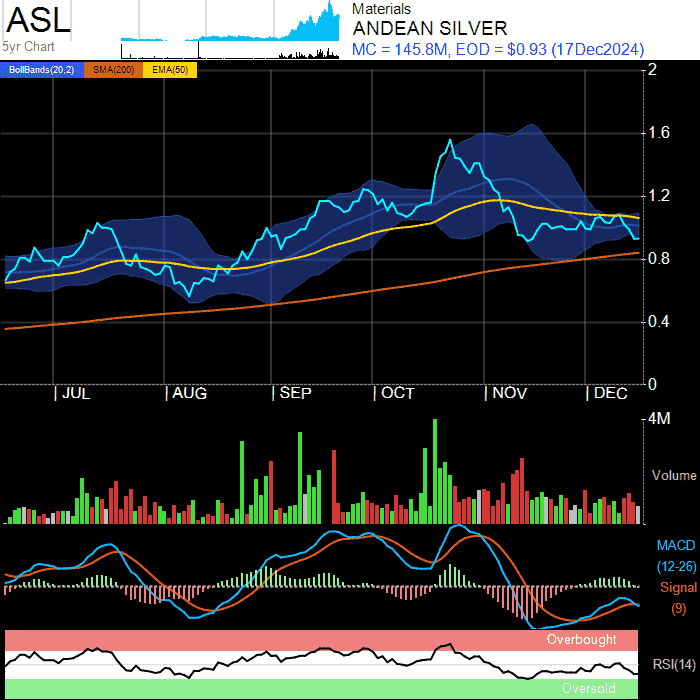 ASL
5yr Chart
Materials
ANDEAN SILVER
MC = 145.8M, EOD = $0.93 (17Dec2024)
BollBands(20,2) SMA(200) EMA(50)
2
1.6
1.2
0.8
0.4
0
JUL AUG SEP OCT NOV DEC
4M
Volume
MACD
(12-26)
Signal
(9)
Overbought
RSI(14)
Oversold